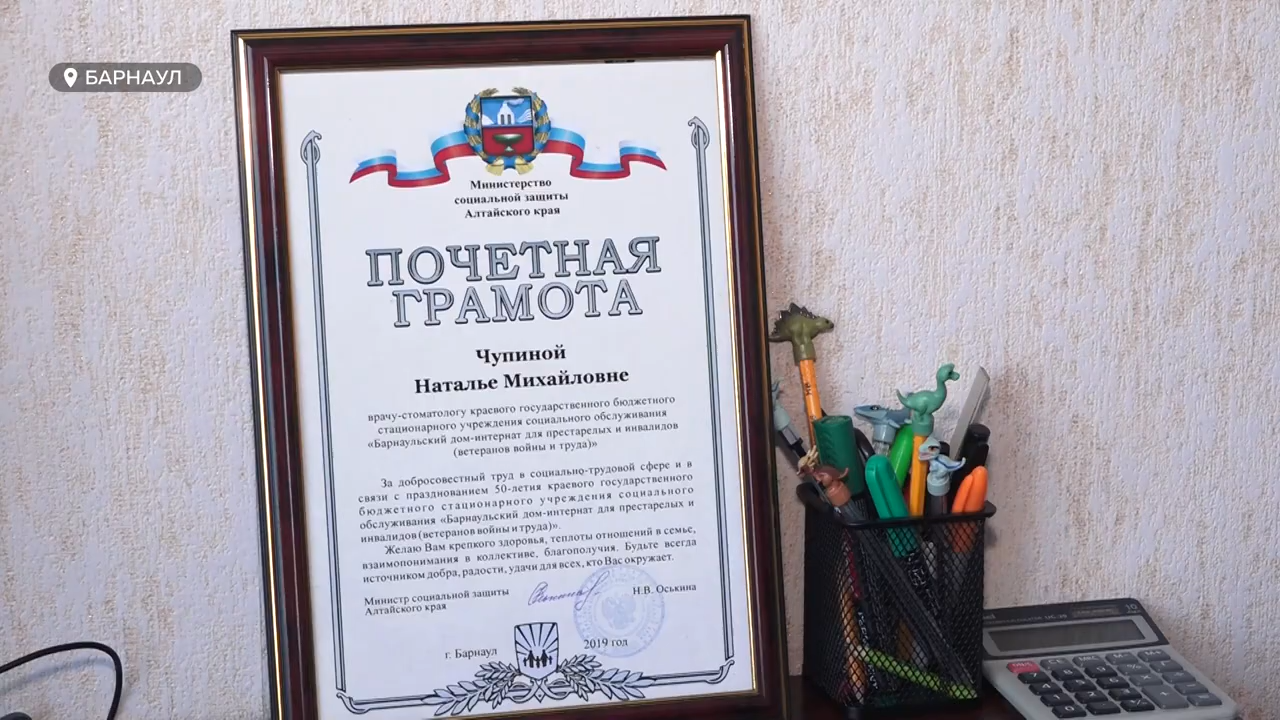 БАРНАУЛ
Министерство
социальной защиты
Алтайского края
ПОЧЕТНАЯ
ГРАМОТА
Чупиной
Наталье Михайловне
врачу-стоматологу краевого государственного бюджетного
стационарного учреждения социального обслуживания
«Барнаульский дом-интернат для престарелых и инвалидов
(ветеранов войны и труда)»
За добросовестный труд в социально-трудовой сфере и в
связи с празднованием 50-летия краевого государственного
бюджетного стационарного учреждения социального
обслуживания «Барнаульский дом-интернат для престарелых и
инвалидов (ветеранов войны и труда)».
Желаю Вам крепкого здоровья, теплоты отношений в семье,
взаимопонимания в коллективе, благополучия. Будьте всегда
источником добра, радости, удачи для всех, кто Вас окружает.
Министр социальной защиты
Алтайского края
Н.В. Оськина
г. Барнаул
2019 год